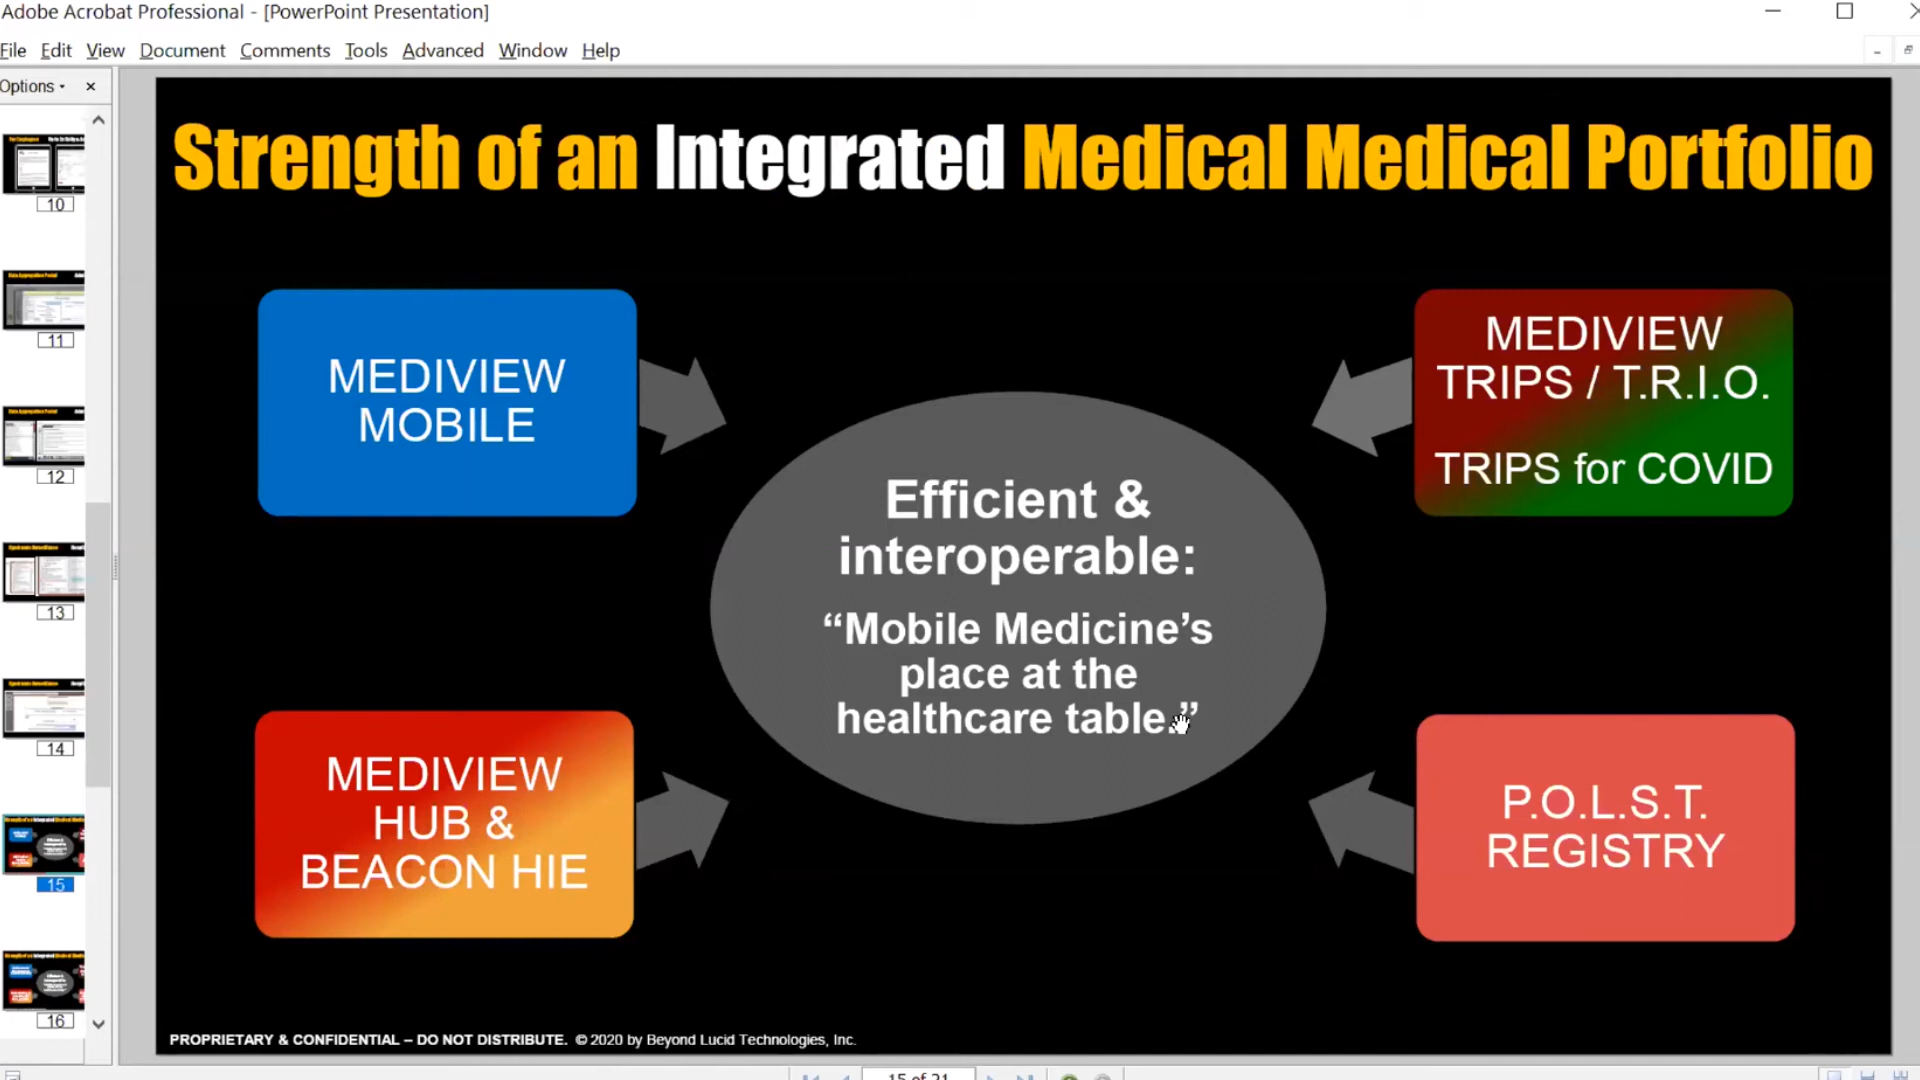 Adobe Acrobat Professional - [PowerPoint Presentation]
File Edit View Document Comments Tools Advanced Window Help
Options
10
11
12
13
14
15
16
Strength of an Integrated Medical Medical Portfolio
MEDIVIEW
MOBILE
MEDIVIEW
TRIPS / T.R.I.O.
TRIPS for COVID
Efficient &
interoperable:
“Mobile Medicine’s
place at the
healthcare table.”
MEDIVIEW
HUB &
BEACON HIE
P.O.L.S.T.
REGISTRY
PROPRIETARY & CONFIDENTIAL – DO NOT DISTRIBUTE. © 2020 by Beyond Lucid Technologies, Inc.
15 of 21